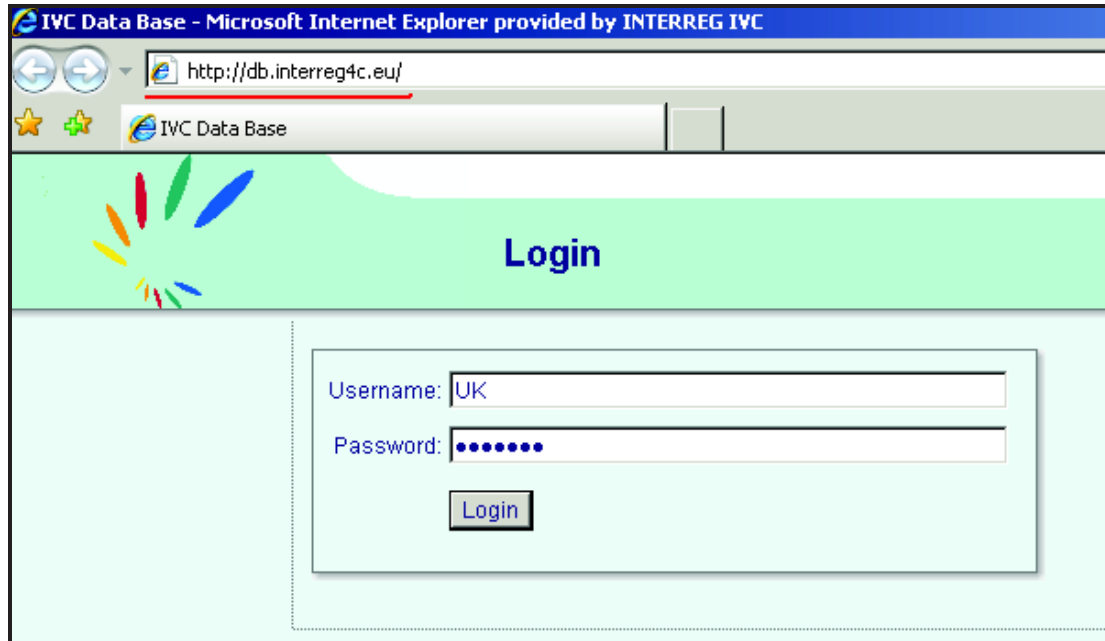 IVC Data Base - Microsoft Internet Explorer provided by INTERREG IVC
http://db.interreg4c.eu/
IVC Data Base
Login
Username: UK
Password: •••••••
Login